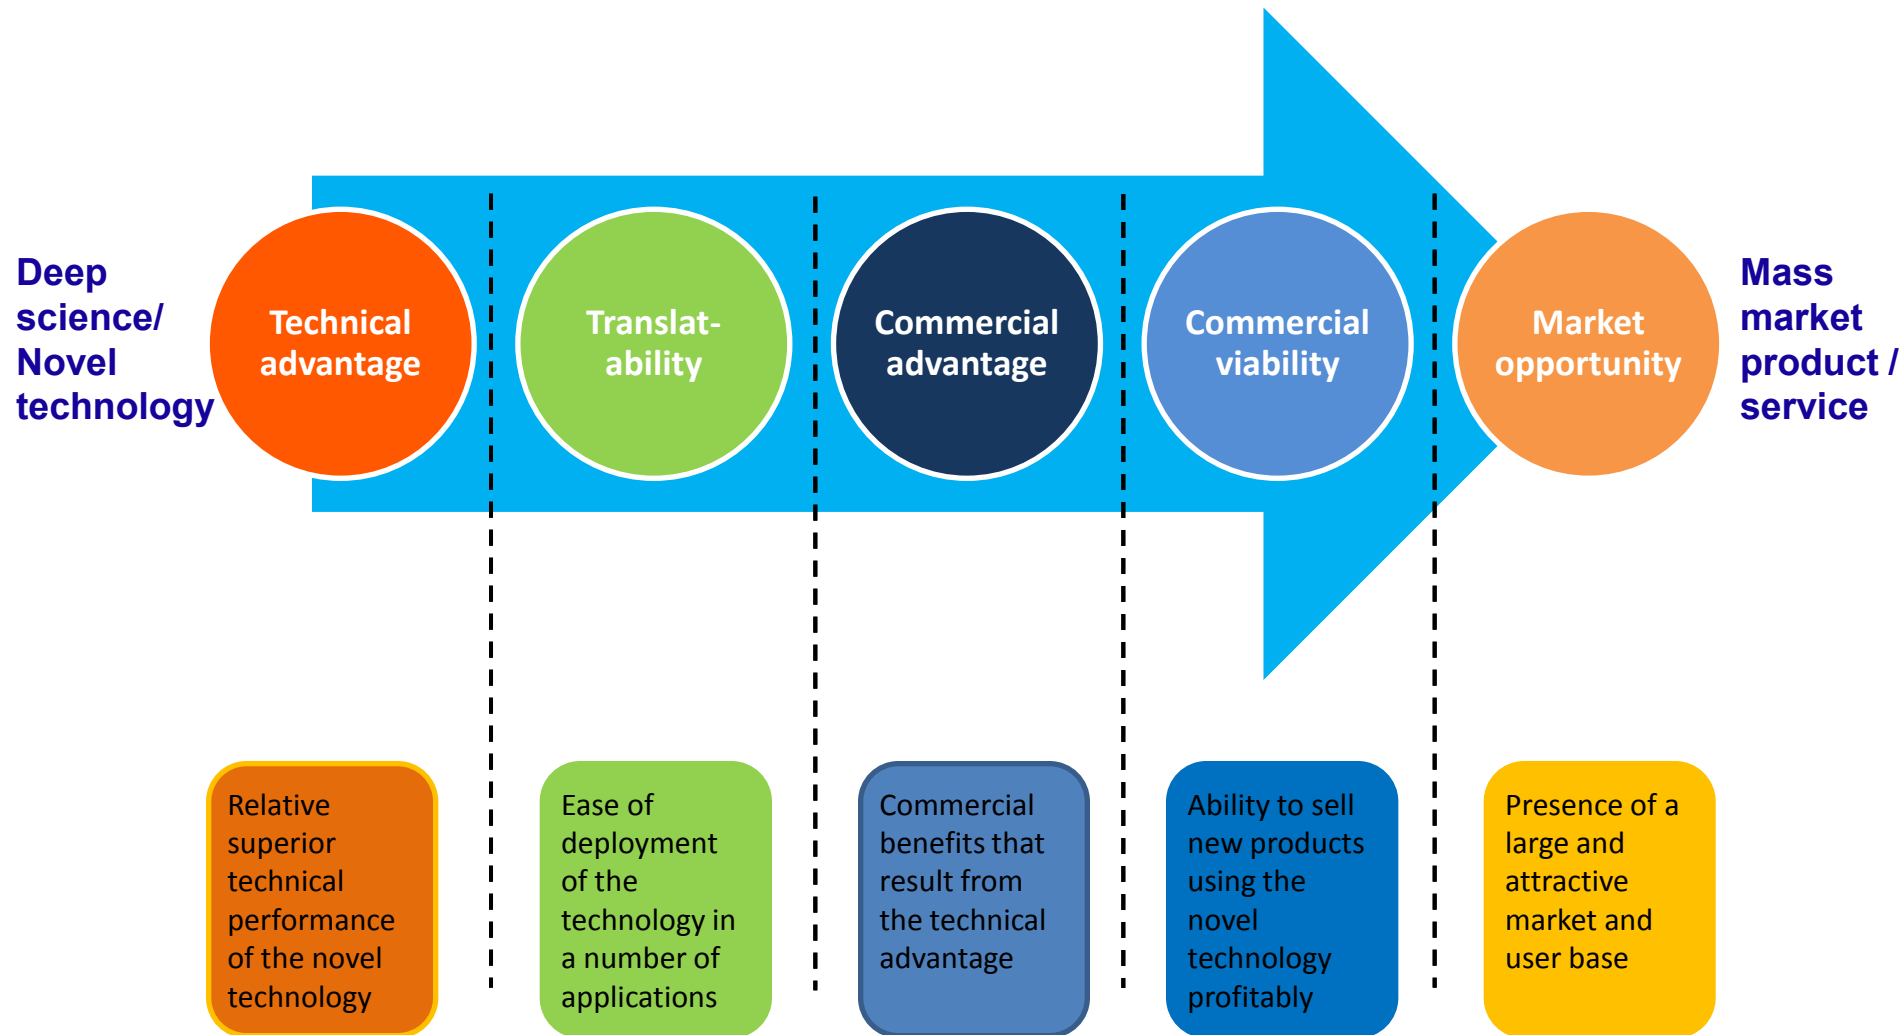 Deep
science/
Novel
technology
Technical
advantage
Translat-
ability
Commercial
advantage
Commercial
viability
Market
opportunity
Mass
market
product /
service
Relative
superior
technical
performance
of the novel
technology
Ease of
deployment
of the
technology in
a number of
applications
Commercial
benefits that
result from
the technical
advantage
Ability to sell
new products
using the
novel
technology
profitably
Presence of a
large and
attractive
market and
user base